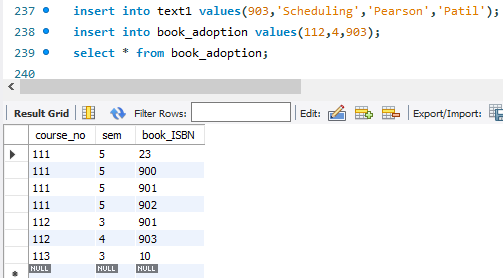 237 insert into text1 values(903,'Scheduling','Pearson','Patil');
238 insert into book_adoption values(112,4,903);
239 select * from book_adoption;
240
Result Grid Filter Rows: Edit: Export/Import:
course_no sem book_ISBN
111 5 23
111 5 900
111 5 901
111 5 902
112 3 901
112 4 903
113 3 10
NULL NULL NULL